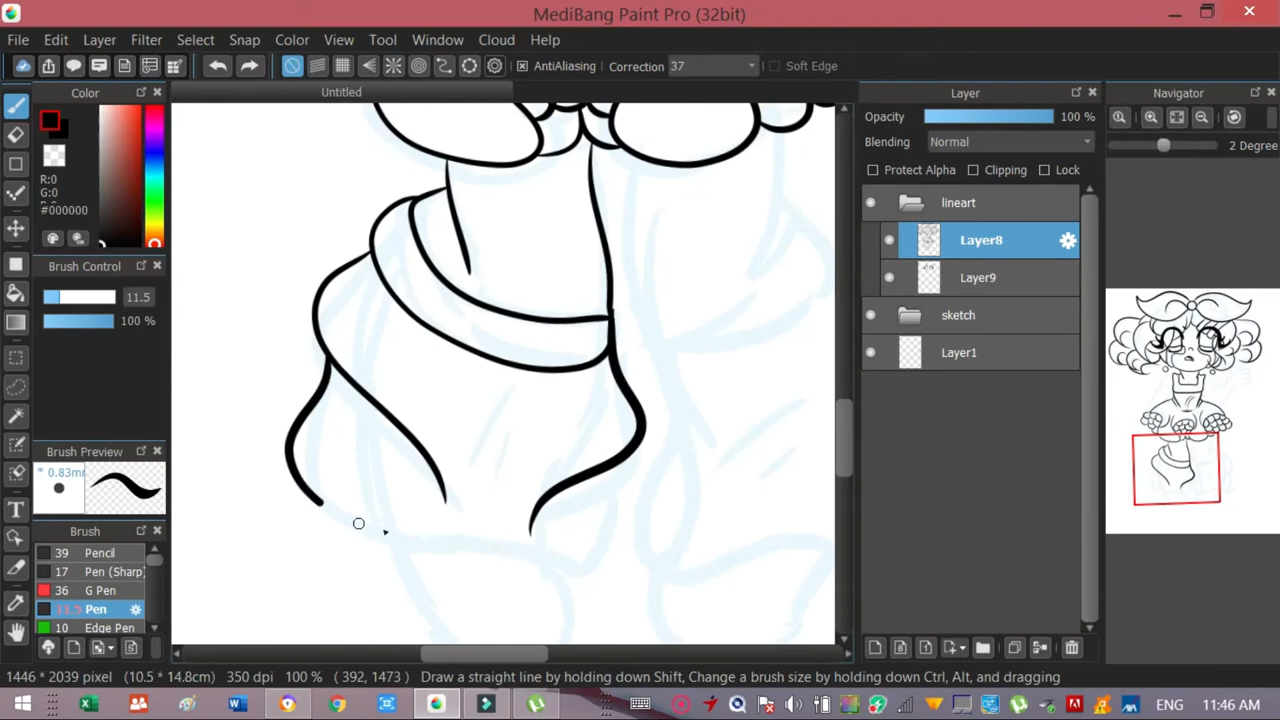 MediBang Paint Pro (32bit)
File Edit Layer Filter Select Snap Color View Tool Window Cloud Help
AntiAliasing Correction 37 Soft Edge
Color
Untitled
Layer
Navigator
Opacity 100 %
Blending Normal
2 Degree
Protect Alpha Clipping Lock
R:0
G:0
#000000
lineart
Layer8
Layer9
sketch
Layer1
Brush Control
11.5
100 %
Brush Preview
* 0.83m
Brush
39 Pencil
17 Pen (Sharp)
36 G Pen
11.5 Pen
10 Edge Pen
1446 * 2039 pixel (10.5 * 14.8cm) 350 dpi 100 % ( 392, 1473) Draw a straight line by holding down Shift, Change a brush size by holding down Ctrl, Alt, and dragging
ENG 11:46 AM